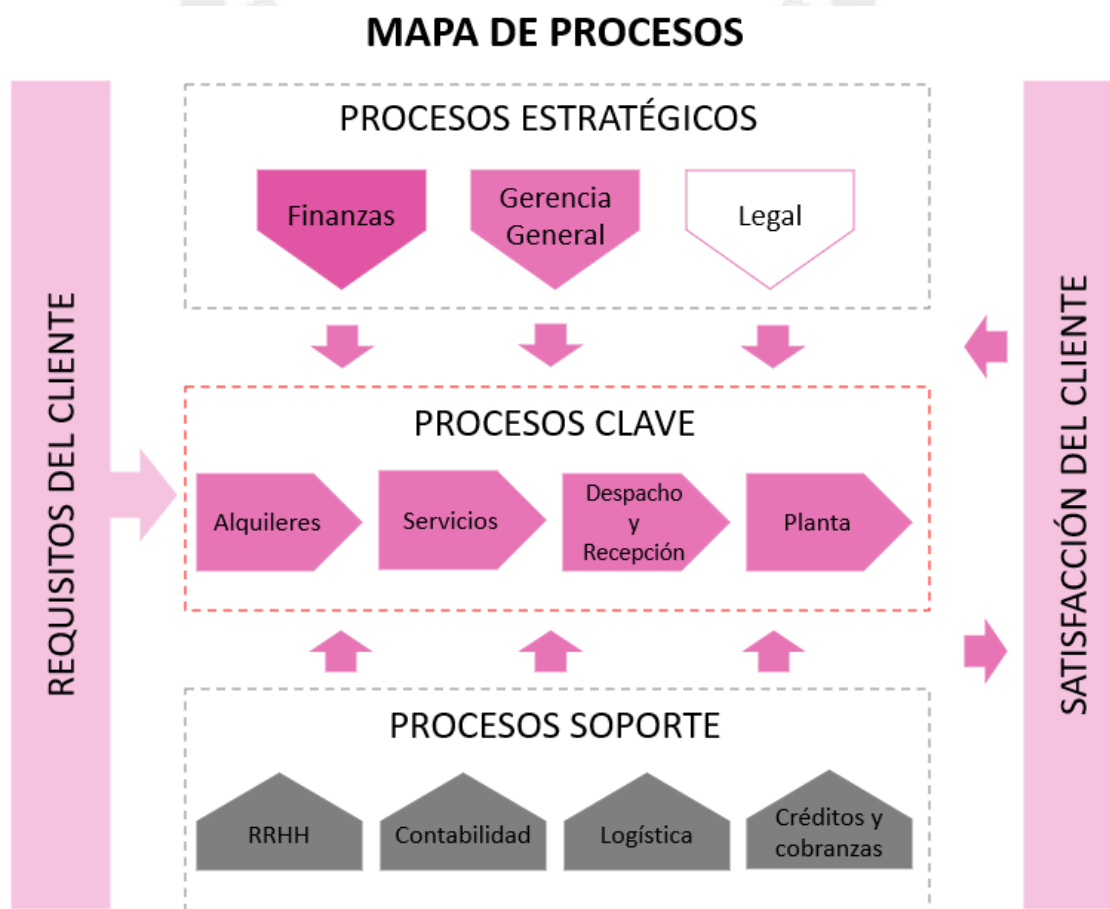 MAPA DE PROCESOS
REQUISITOS DEL CLIENTE
PROCESOS ESTRATÉGICOS
Finanzas
Gerencia
General
Legal
PROCESOS CLAVE
Alquileres
Servicios
Despacho
y
Recepción
Planta
PROCESOS SOPORTE
RRHH
Contabilidad
Logística
Créditos y
cobranzas
SATISFACCIÓN DEL CLIENTE